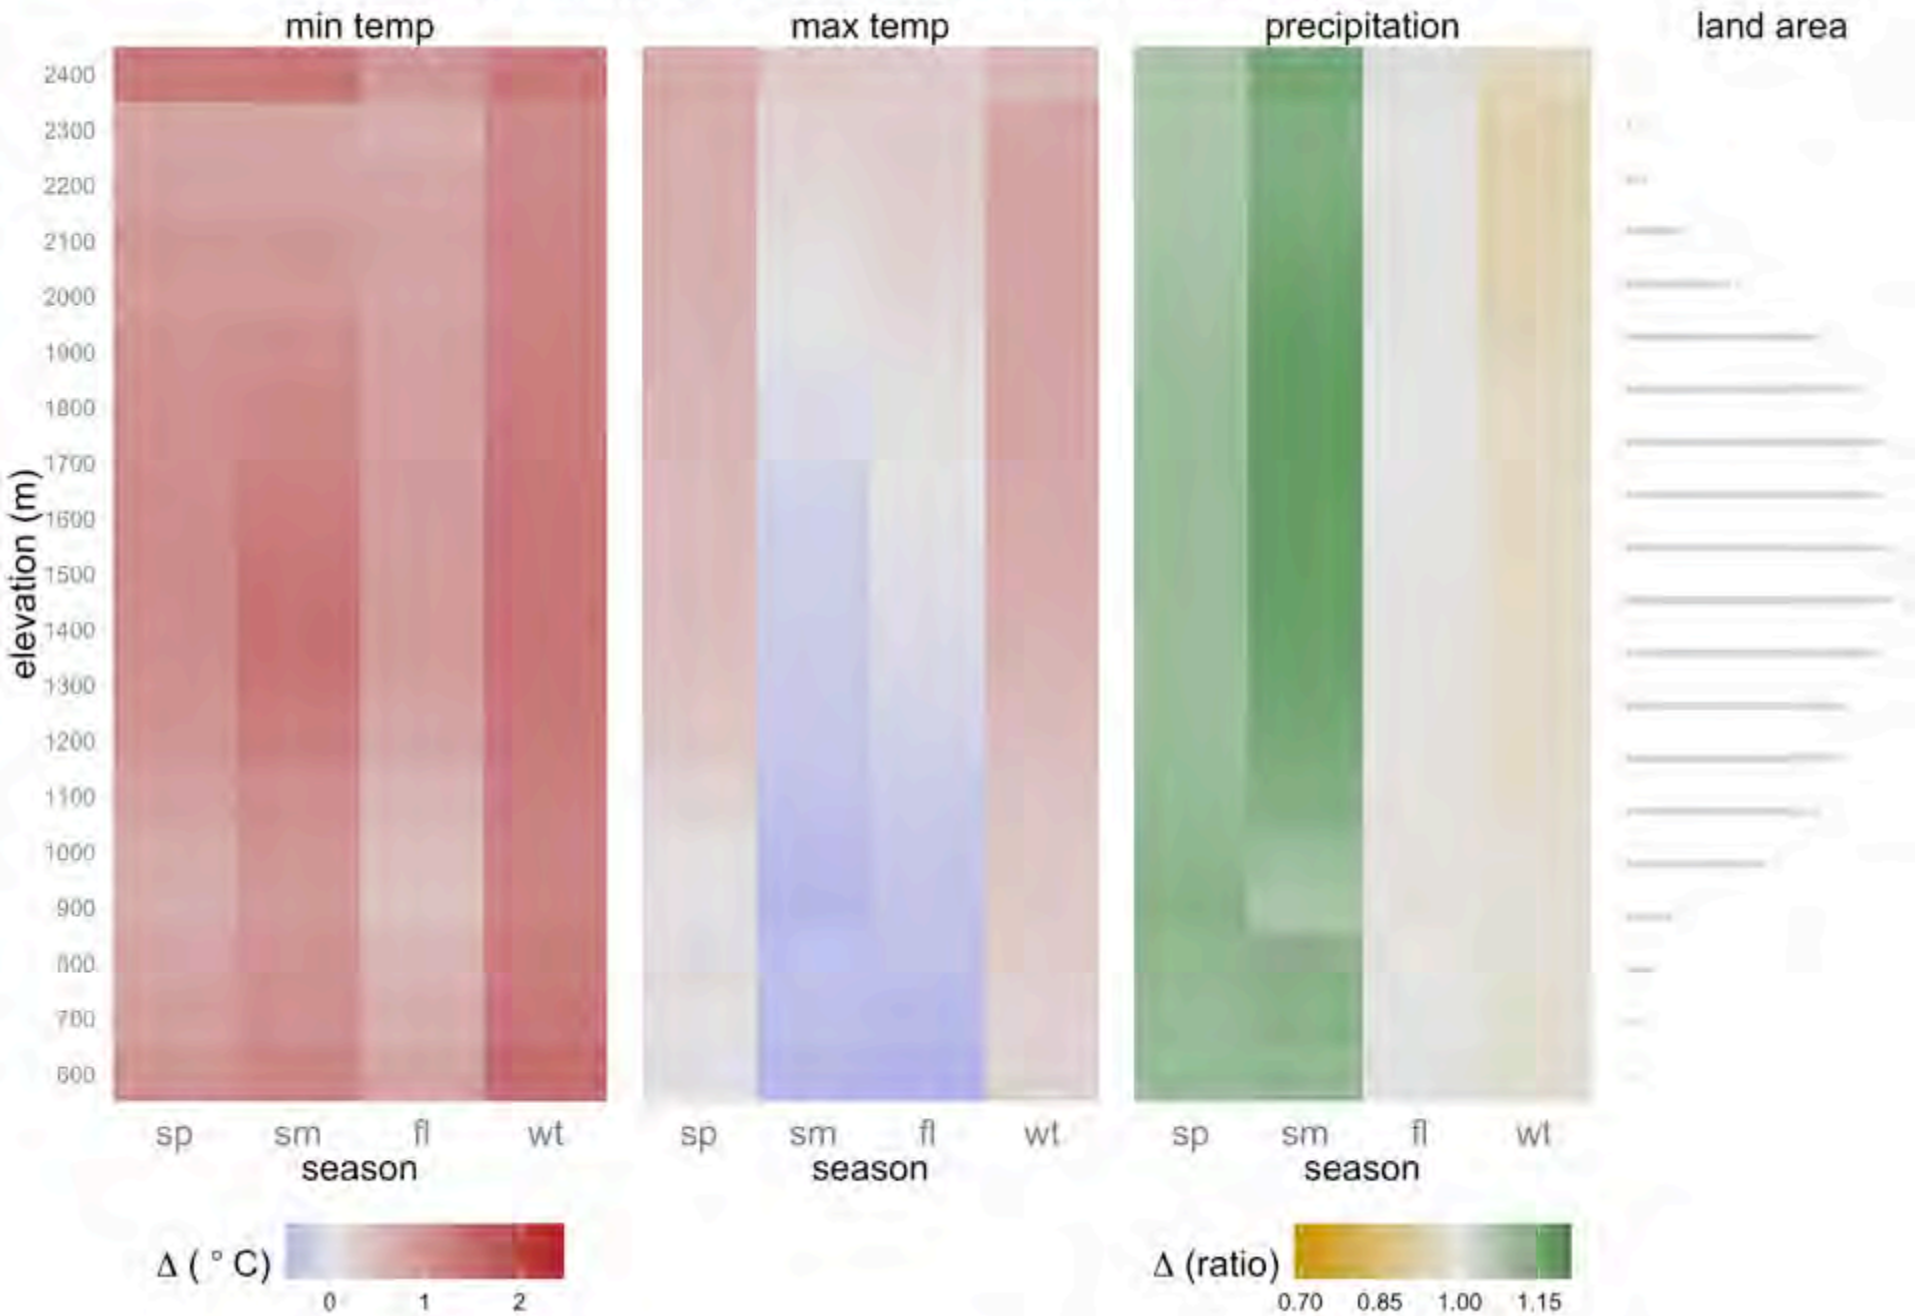 min temp
max temp
precipitation
land area
elevation (m)
2400
2300
2200
2100
2000
1900
1800
1700
1600
1500
1400
1300
1200
1100
1000
900
800
700
600
sp sm fl wt
sp sm fl wt
sp sm fl wt
season
season
season
Δ ( ° C)
0 1 2
Δ (ratio)
0.70 0.85 1.00 1.15